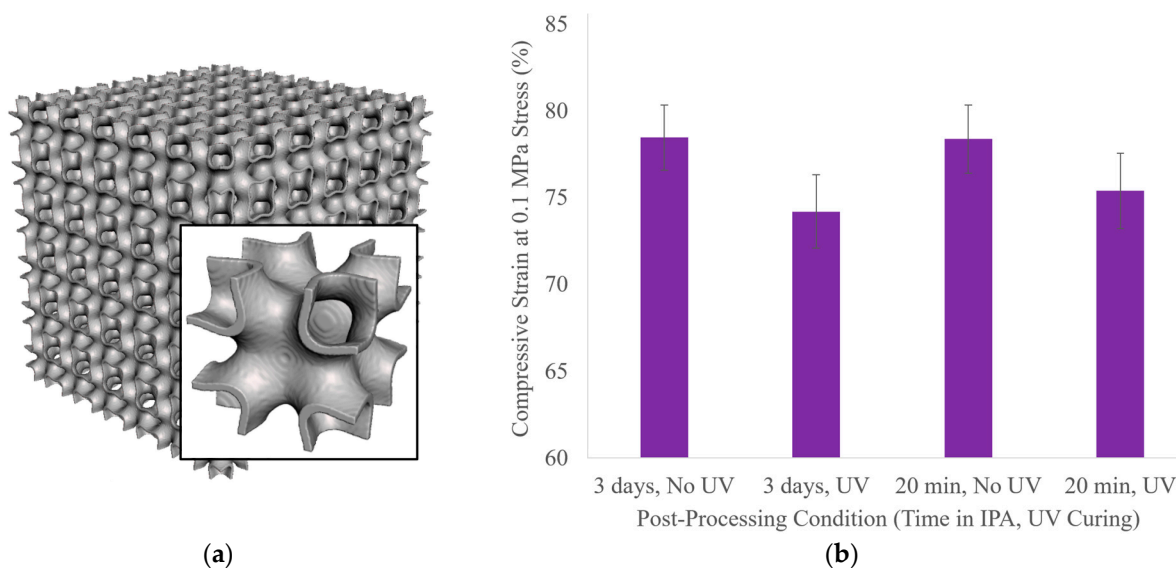 85
80
75
70
65
60
Compressive Strain at 0.1 MPa Stress (%)
3 days, No UV
3 days, UV
20 min, No UV
20 min, UV
Post-Processing Condition (Time in IPA, UV Curing)
(a)
(b)